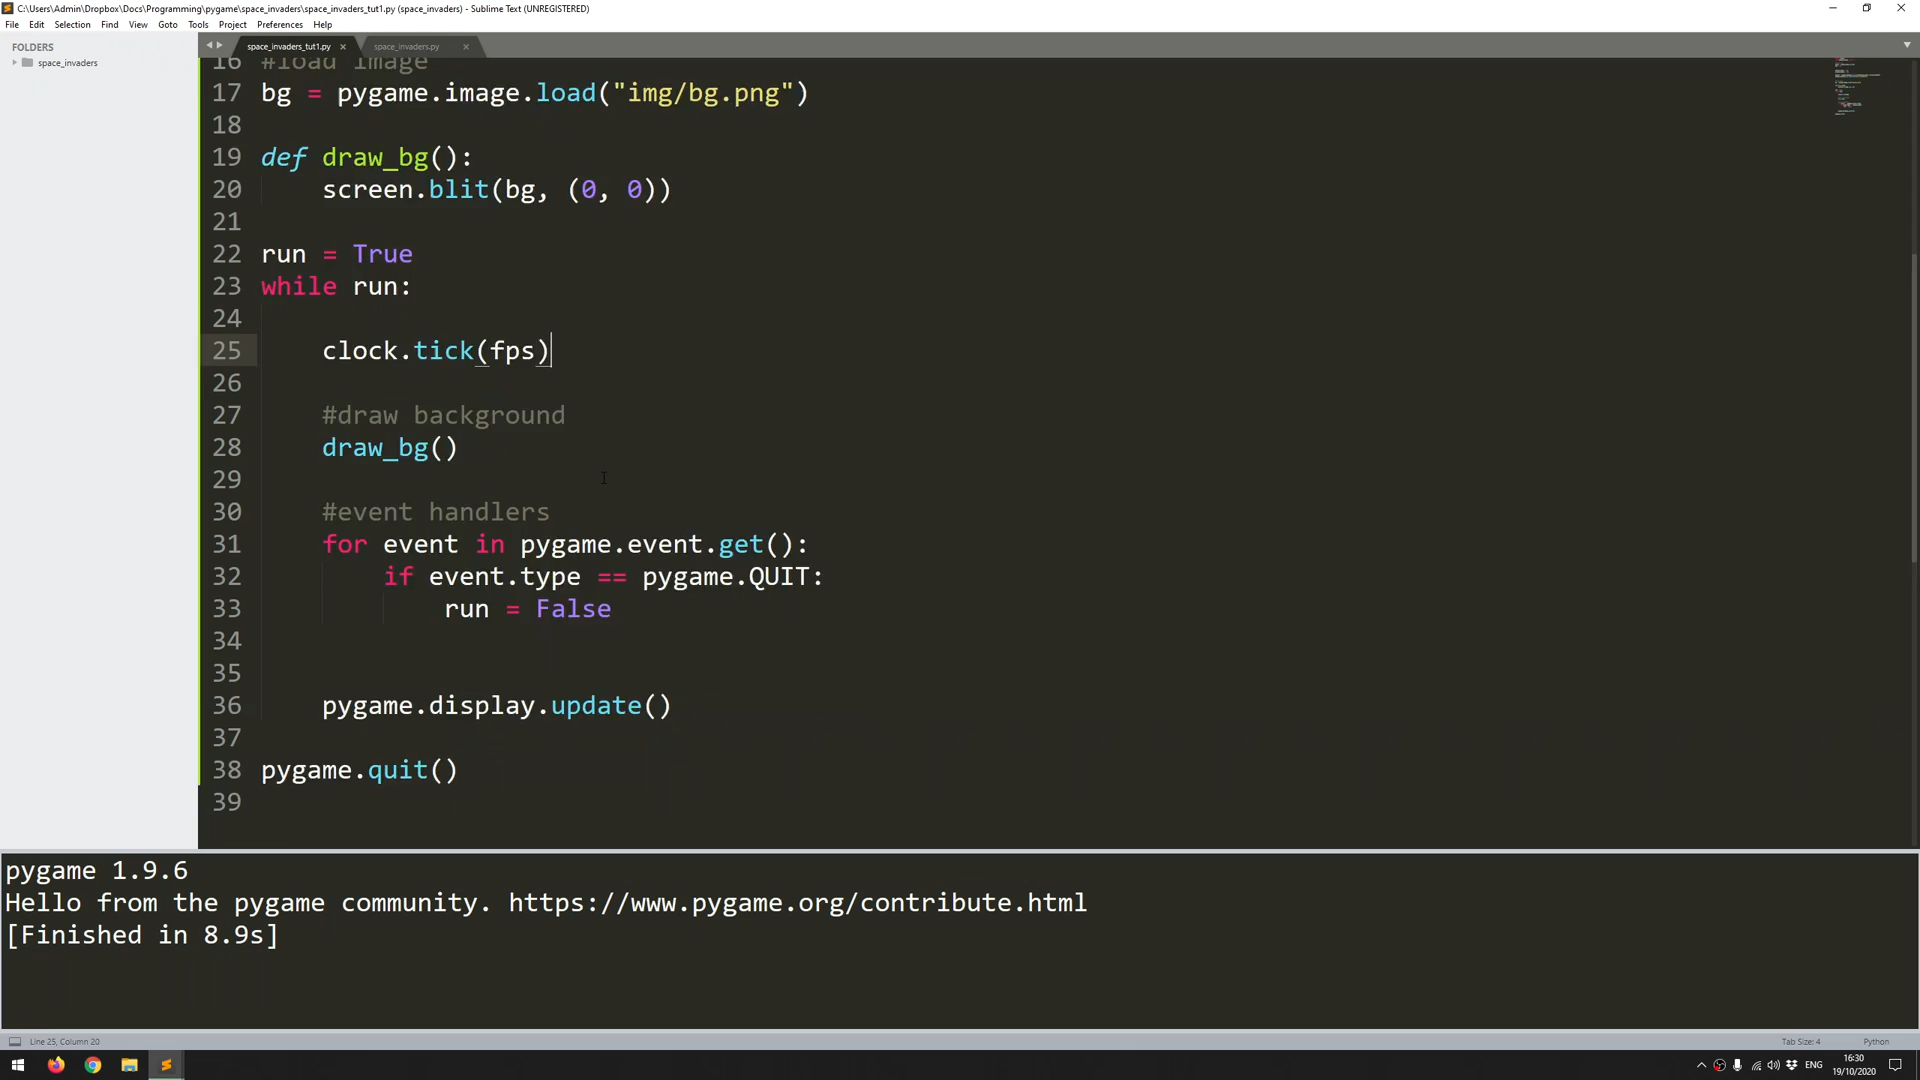 C:\Users\Admin\Dropbox\Docs\Programming\pygame\space_invaders\space_invaders_tut1.py (space_invaders) - Sublime Text (UNREGISTERED)
File Edit Selection Find View Goto Tools Project Preferences Help
FOLDERS
space_invaders
space_invaders_tut1.py
space_invaders.py
16 #load image
17 bg = pygame.image.load("img/bg.png")
18
19 def draw_bg():
20 screen.blit(bg, (0, 0))
21
22 run = True
23 while run:
24
25 clock.tick(fps)
26
27 #draw background
28 draw_bg()
29
30 #event handlers
31 for event in pygame.event.get():
32 if event.type == pygame.QUIT:
33 run = False
34
35
36 pygame.display.update()
37
38 pygame.quit()
39
pygame 1.9.6
Hello from the pygame community. https://www.pygame.org/contribute.html
[Finished in 8.9s]
Line 25, Column 20
Tab Size: 4
Python
ENG
16:30
19/10/2020